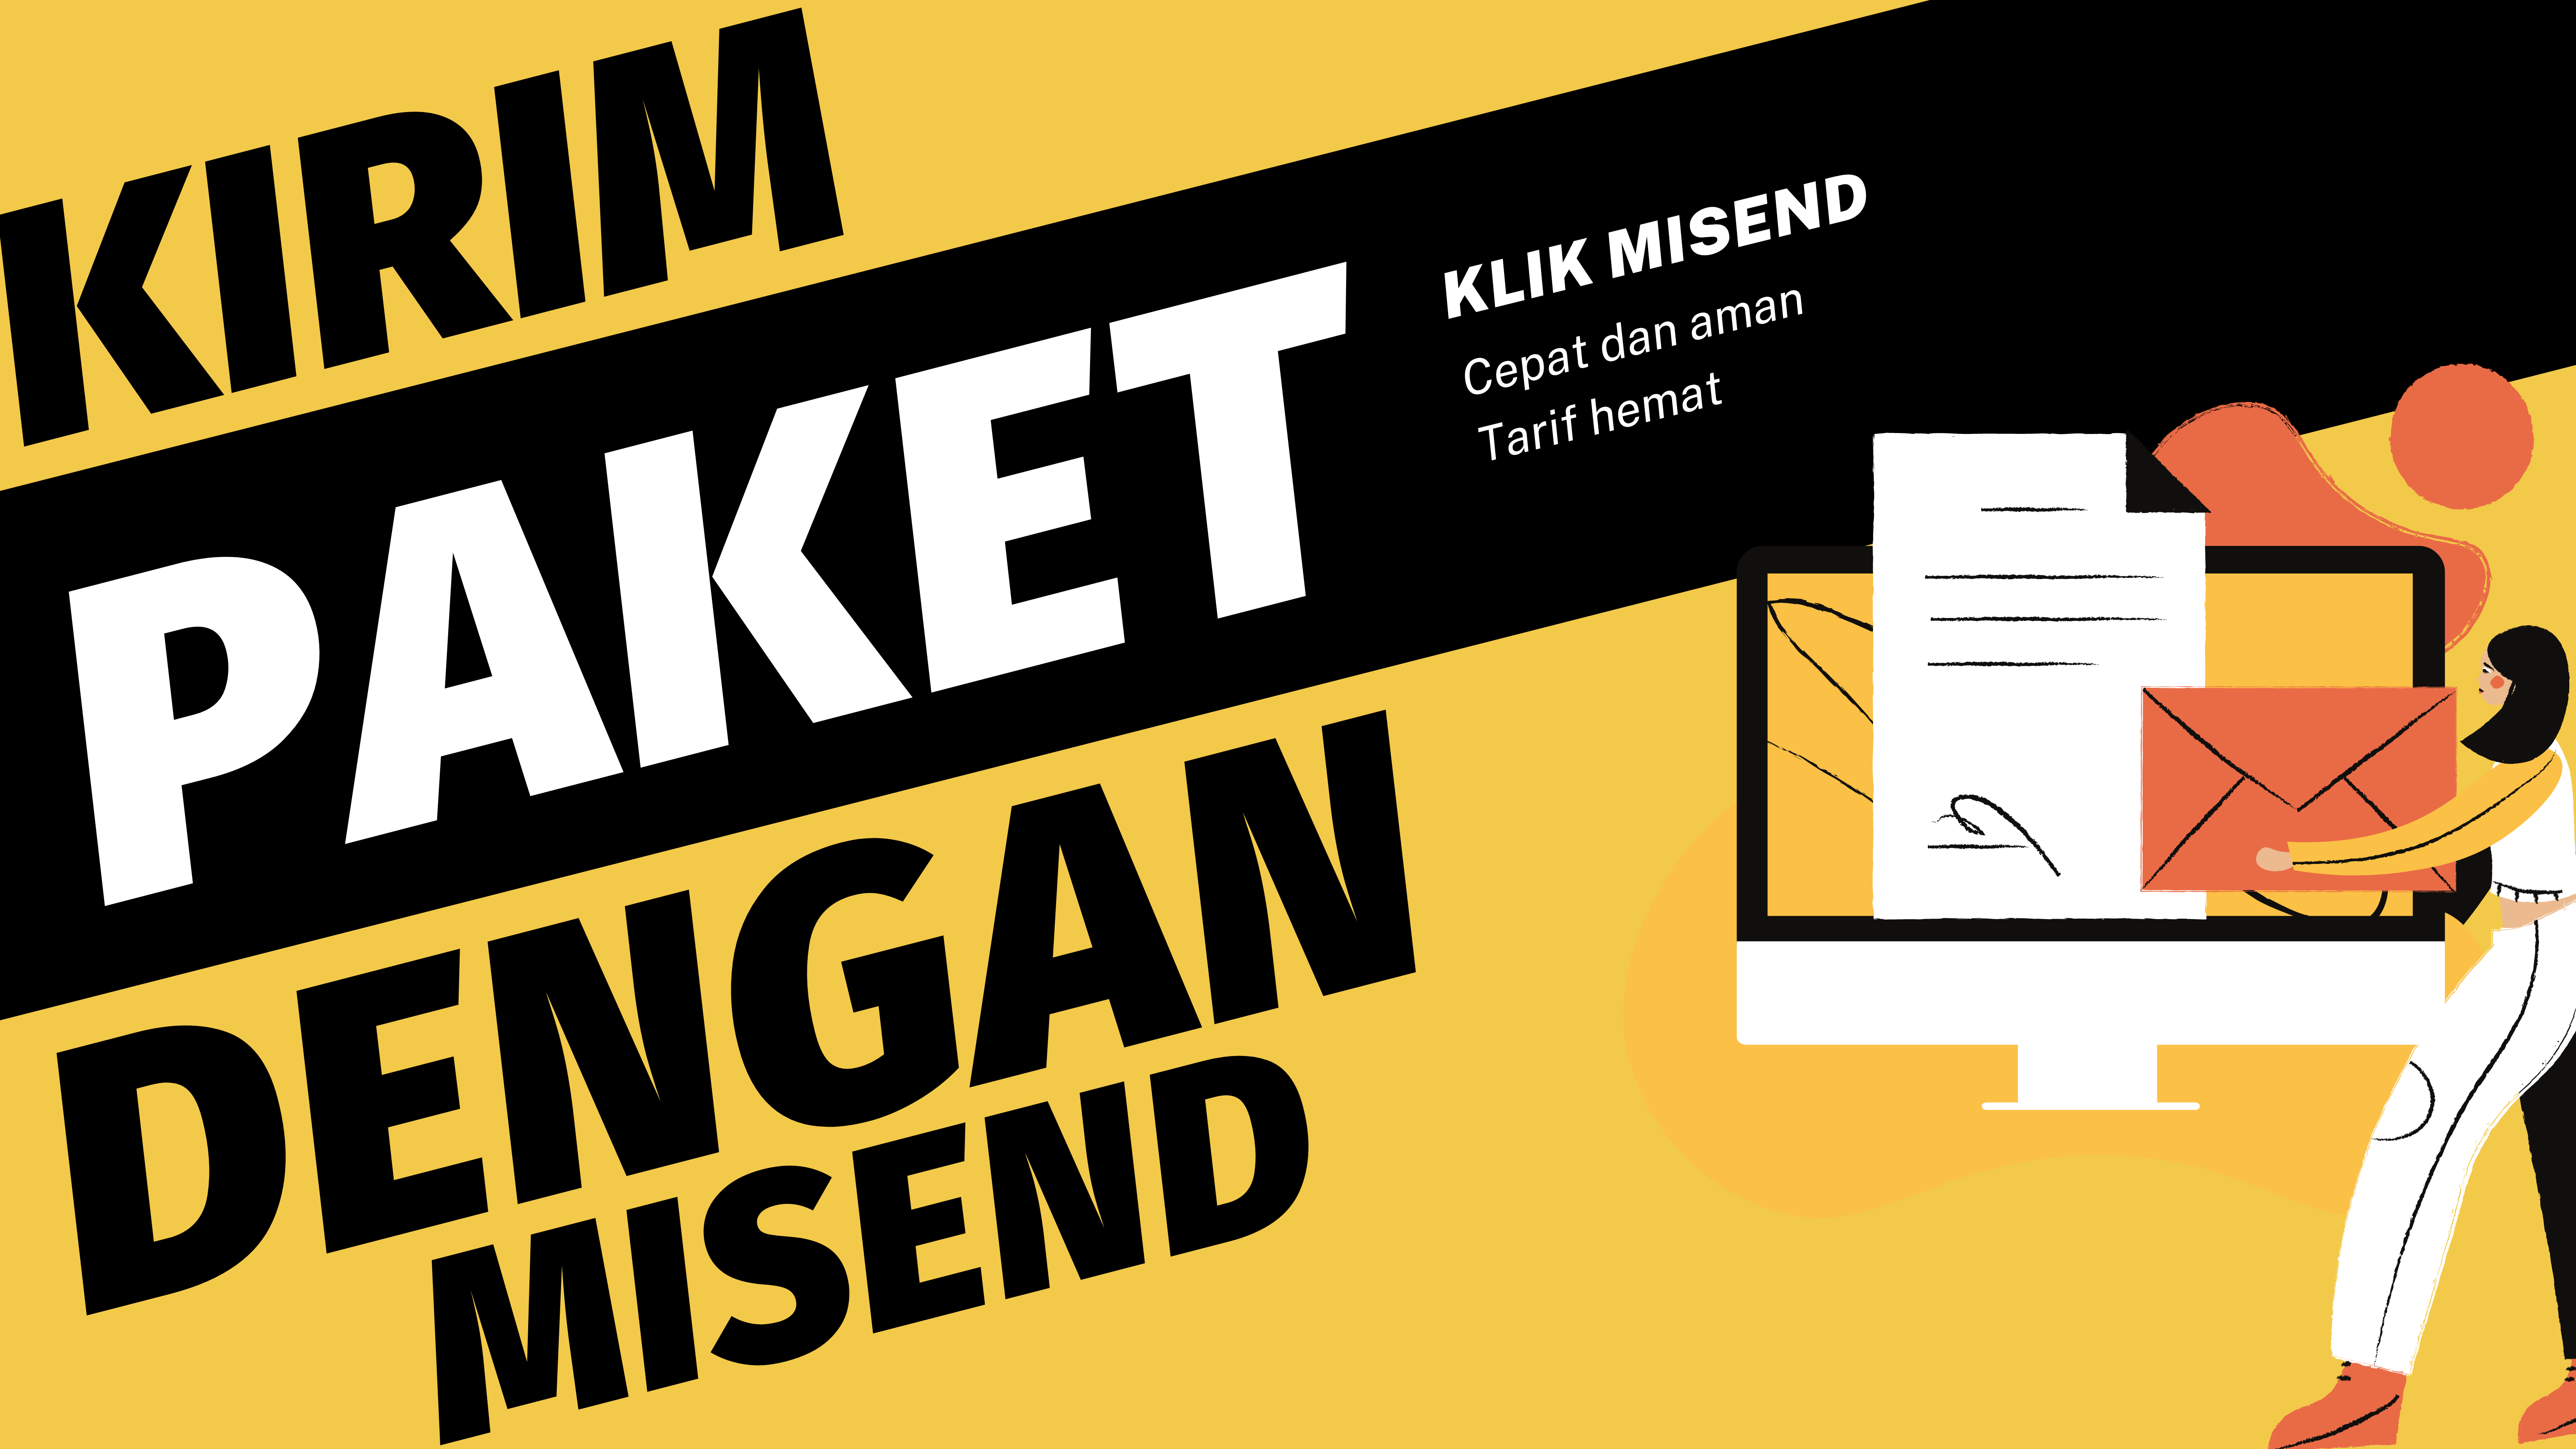 KIRIM
PAKET
DENGAN
MISEND
KLIK MISEND
Cepat dan aman
Tarif hemat